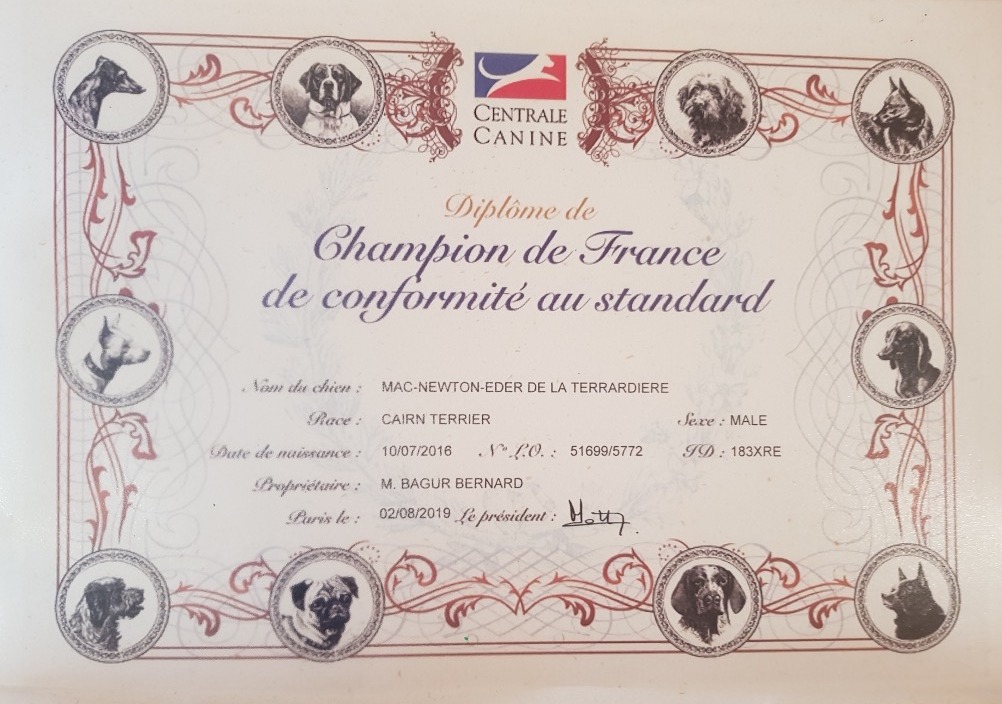 CENTRALE
CANINE
Diplôme de
Champion de France
de conformité au standard
Nom du chien : MAC-NEWTON-EDER DE LA TERRARDIERE
Race : CAIRN TERRIER Sexe : MALE
Date de naissance : 10/07/2016 N° L.O. : 51699/5772 ID : 183XRE
Propriétaire : M. BAGUR BERNARD
Paris le : 02/08/2019 Le président :